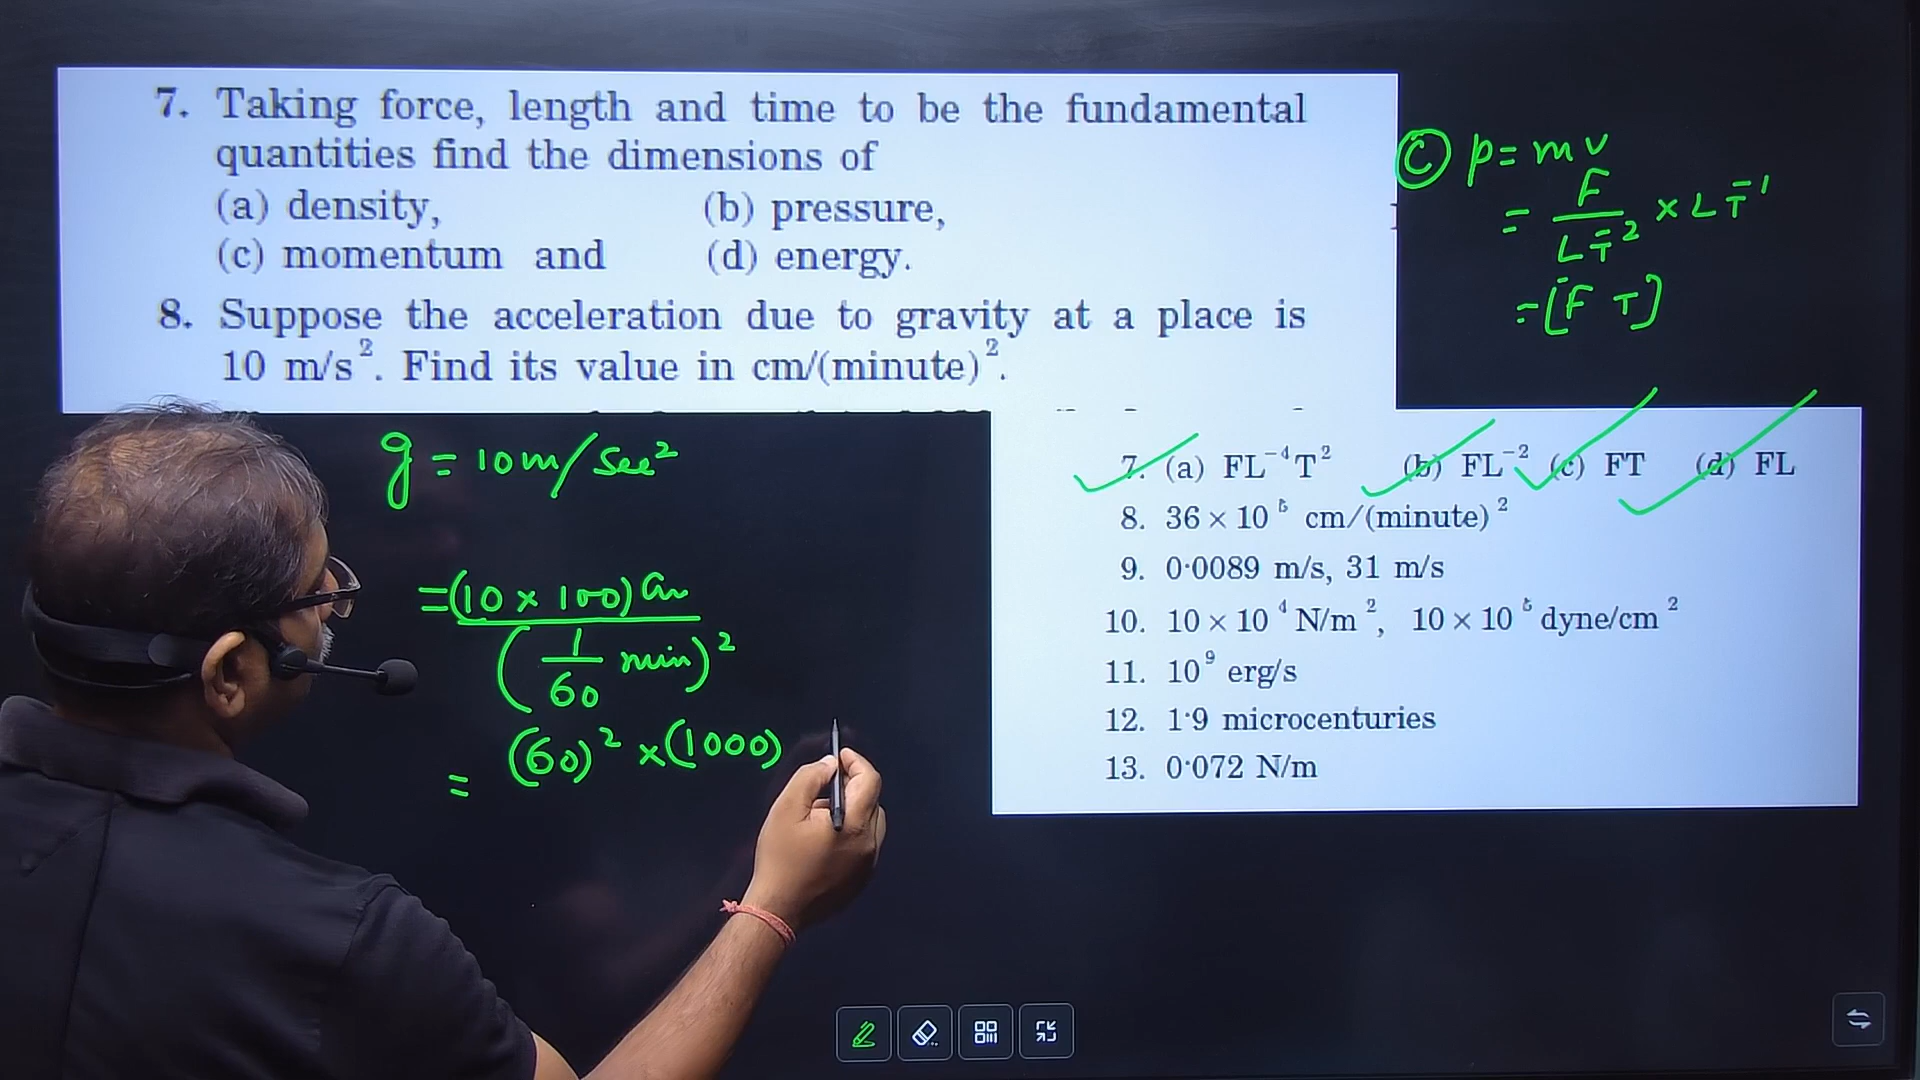 7. Taking force, length and time to be the fundamental
quantities find the dimensions of
(a) density, (b) pressure,
(c) momentum and (d) energy.
8. Suppose the acceleration due to gravity at a place is
10 m/s². Find its value in cm/(minute)².
Ⓒ p = mv
= F/LT⁻² × LT⁻¹
= [F T]
g = 10 m/sec²
= (10 × 100) cm
(1/60 min)²
= (60)² × (1000)
7. (a) FL⁻⁴T² (b) FL⁻² (c) FT (d) FL
8. 36 × 10⁵ cm/(minute)²
9. 0·0089 m/s, 31 m/s
10. 10 × 10⁴ N/m², 10 × 10⁵ dyne/cm²
11. 10⁹ erg/s
12. 1·9 microcenturies
13. 0·072 N/m